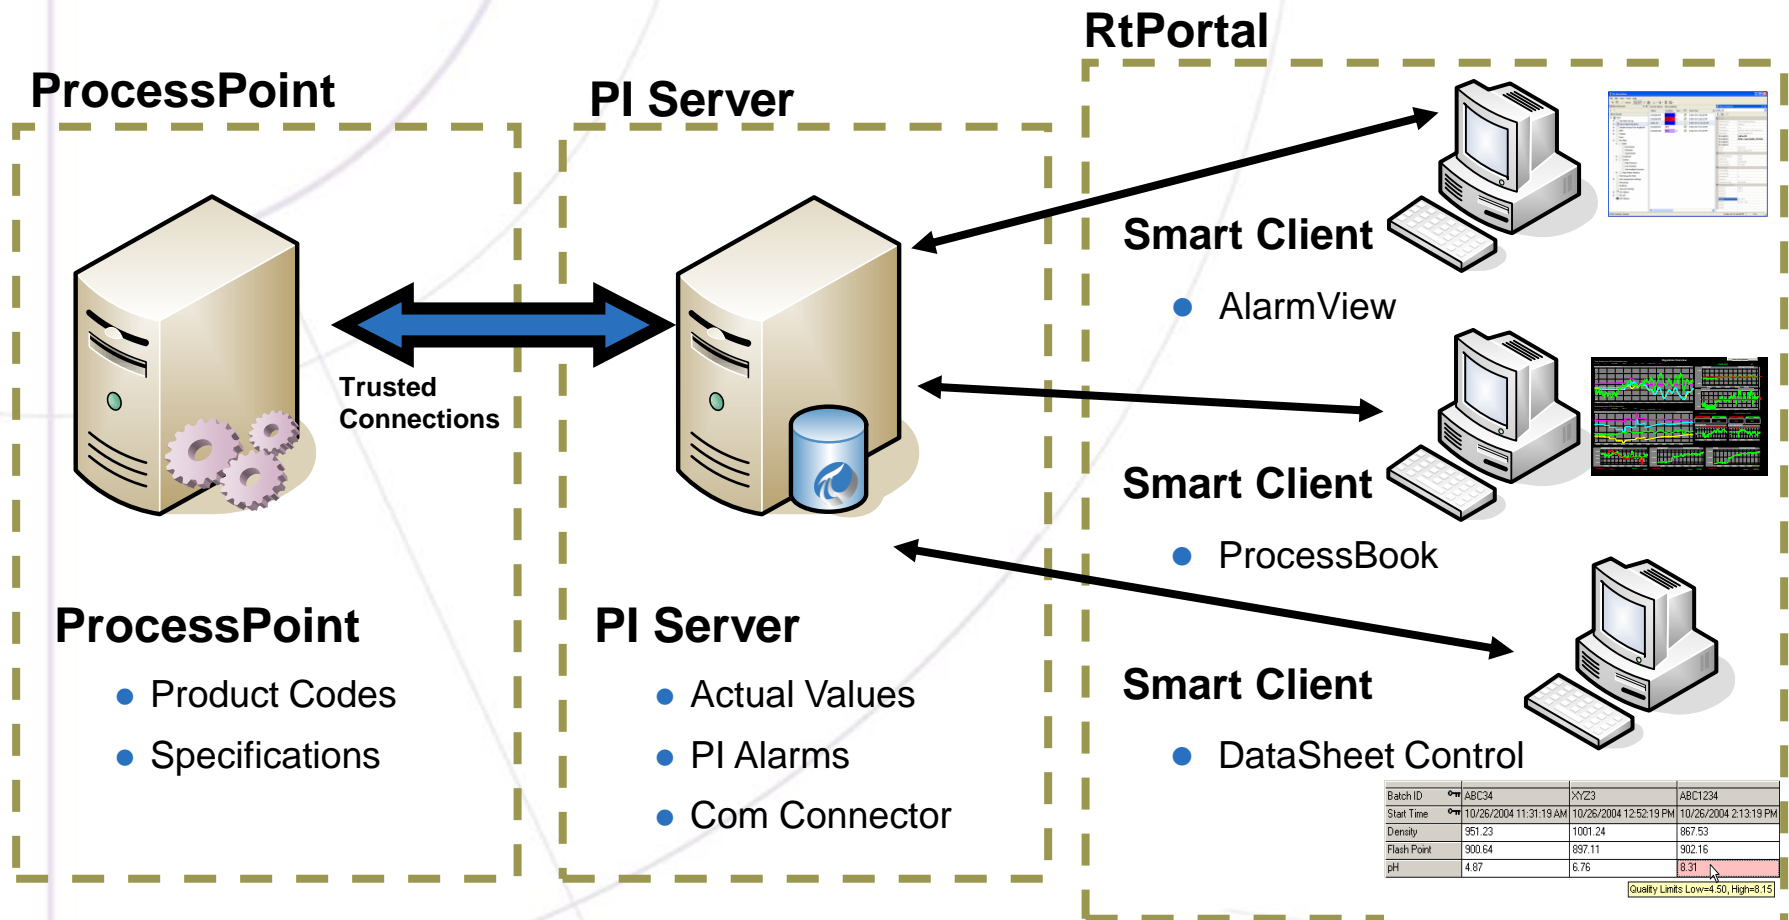 RtPortal
ProcessPoint
PI Server
Trusted
Connections
Smart Client
AlarmView
Smart Client
ProcessBook
ProcessPoint
Product Codes
Specifications
PI Server
Actual Values
PI Alarms
Com Connector
Smart Client
DataSheet Control
Batch ID ABC34 XYZ3 ABC1234
Start Time 10/26/2004 11:31:19 AM 10/26/2004 12:52:19 PM 10/26/2004 2:13:19 PM
Density 951.23 1001.24 867.53
Flash Point 900.64 897.11 902.16
pH 4.87 6.76 8.31
Quality Limits Low=4.50, High=8.15